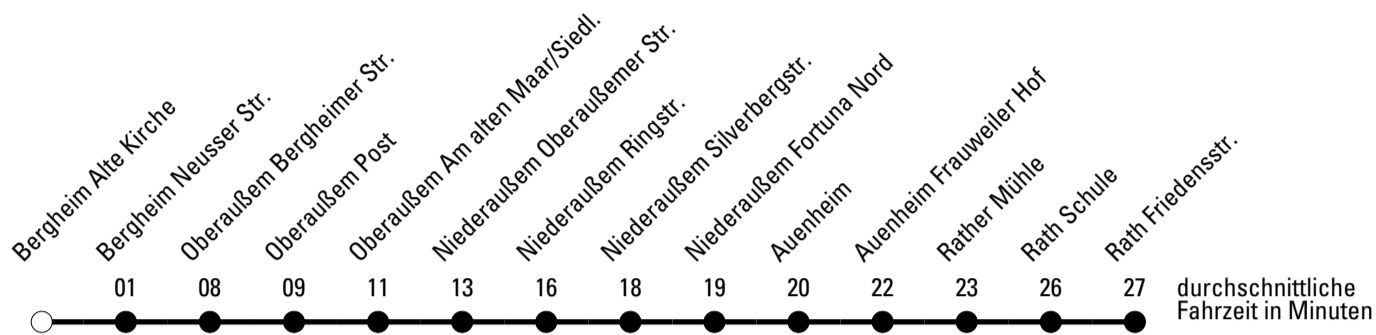 Bergheim Alte Kirche
Bergheim Neusser Str.
Oberaußem Bergheimer Str.
Oberaußem Post
Oberaußem Am alten Maar/Siedl.
Niederaußem Oberaußemer Str.
Niederaußem Ringstr.
Niederaußem Silverbergstr.
Niederaußem Fortuna Nord
Auenheim
Auenheim Frauweiler Hof
Rather Mühle
Rath Schule
Rath Friedensstr.
01 08 09 11 13 16 18 19 20 22 23 26 27
durchschnittliche
Fahrzeit in Minuten